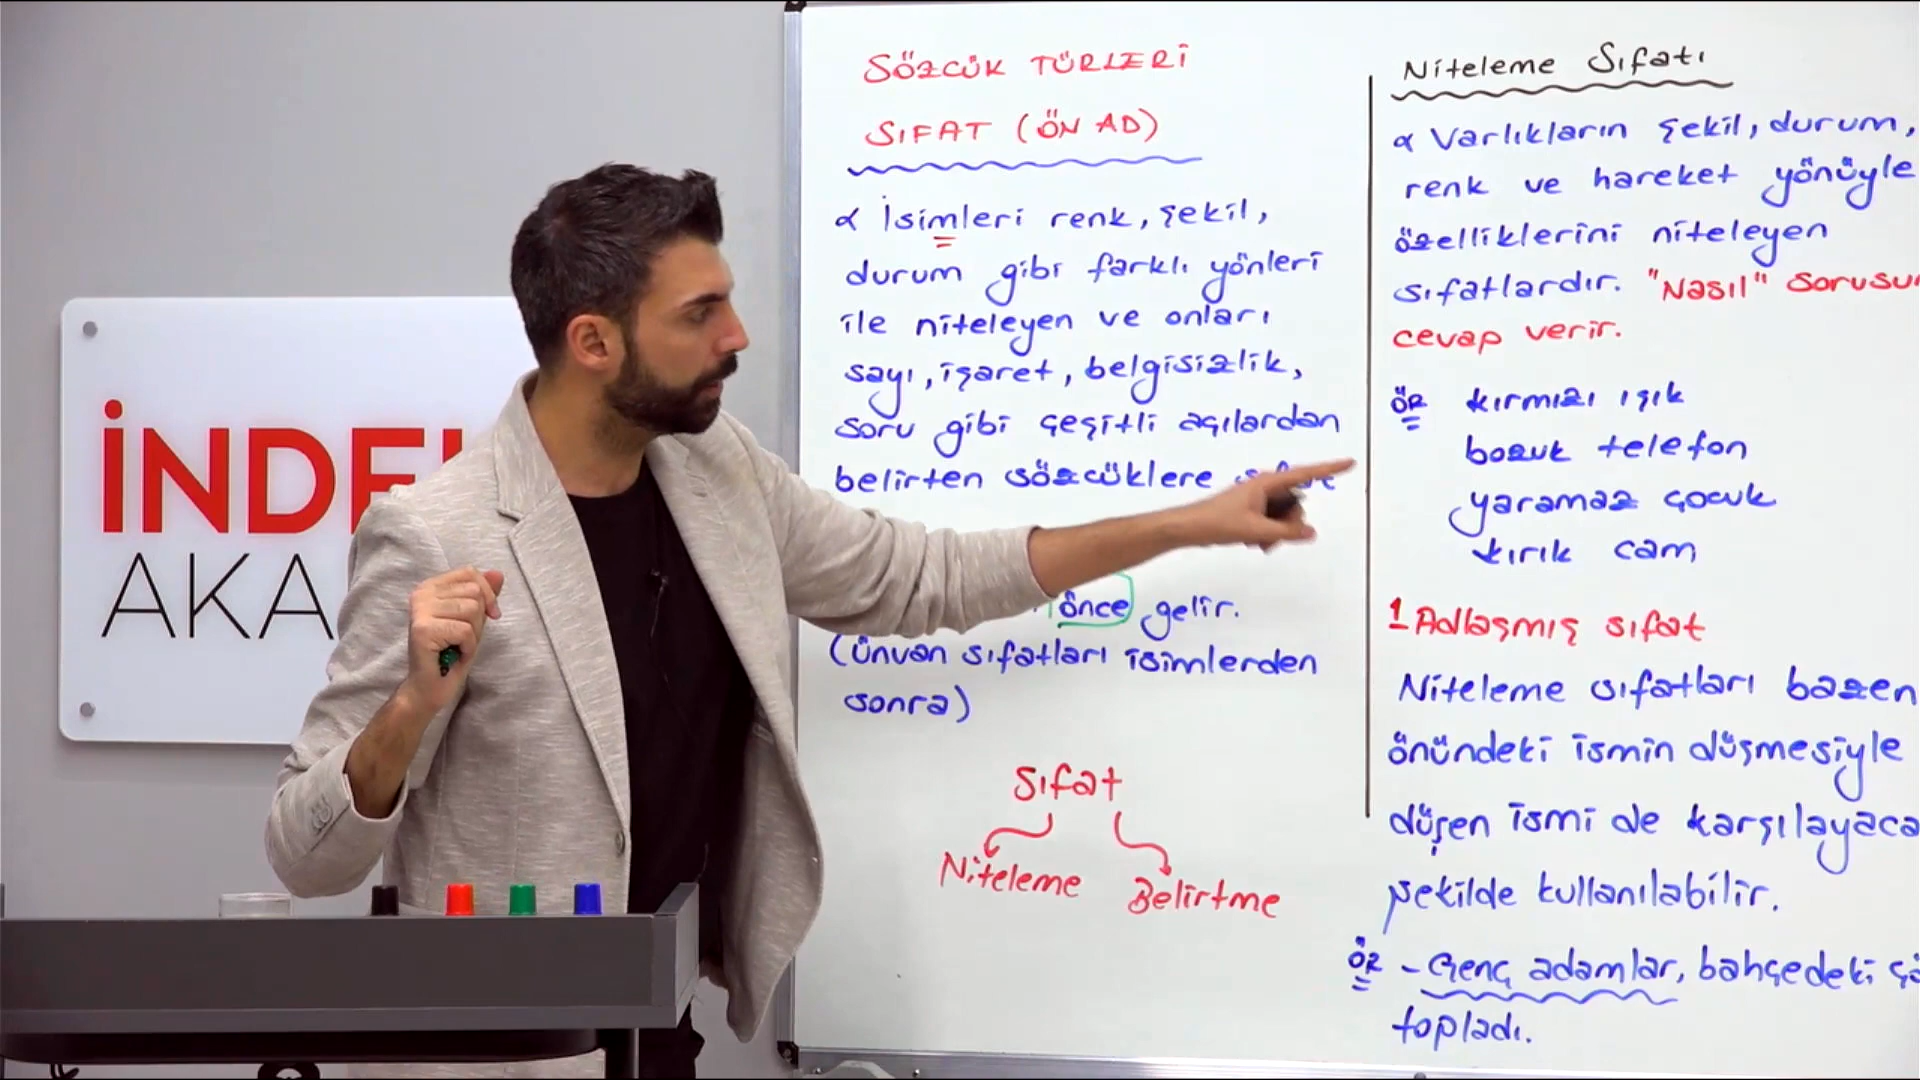 İNDE
AKA
SÖZCÜK TÜRLERİ
SIFAT (ÖN AD)
α İsimleri renk, şekil,
durum gibi farklı yönleri
ile niteleyen ve onları
sayı, işaret, belgisizlik,
soru gibi çeşitli açılardan
belirten sözcüklere
önce gelir.
(Ünvan sıfatları isimlerden
sonra)
Sıfat
Niteleme
Belirtme
Niteleme Sıfatı
α Varlıkların şekil, durum,
renk ve hareket yönüyle
özelliklerini niteleyen
sıfatlardır. "Nasıl" sorusu
cevap verir.
ÖR kırmızı ışık
bozuk telefon
yaramaz çocuk
kırık cam
1 Adlaşmış sıfat
Niteleme sıfatları bazen
önündeki ismin düşmesiyle
düşen ismi de karşılayaca
şekilde kullanılabilir.
ÖR - Genç adamlar, bahçedeki çö
topladı.